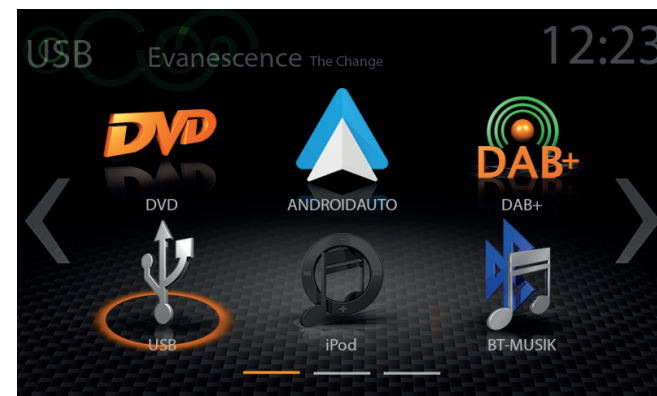 USB Evanescence The Change 12:23
DVD
DAB+
DVD ANDROIDAUTO DAB+
USB iPod BT-MUSIK